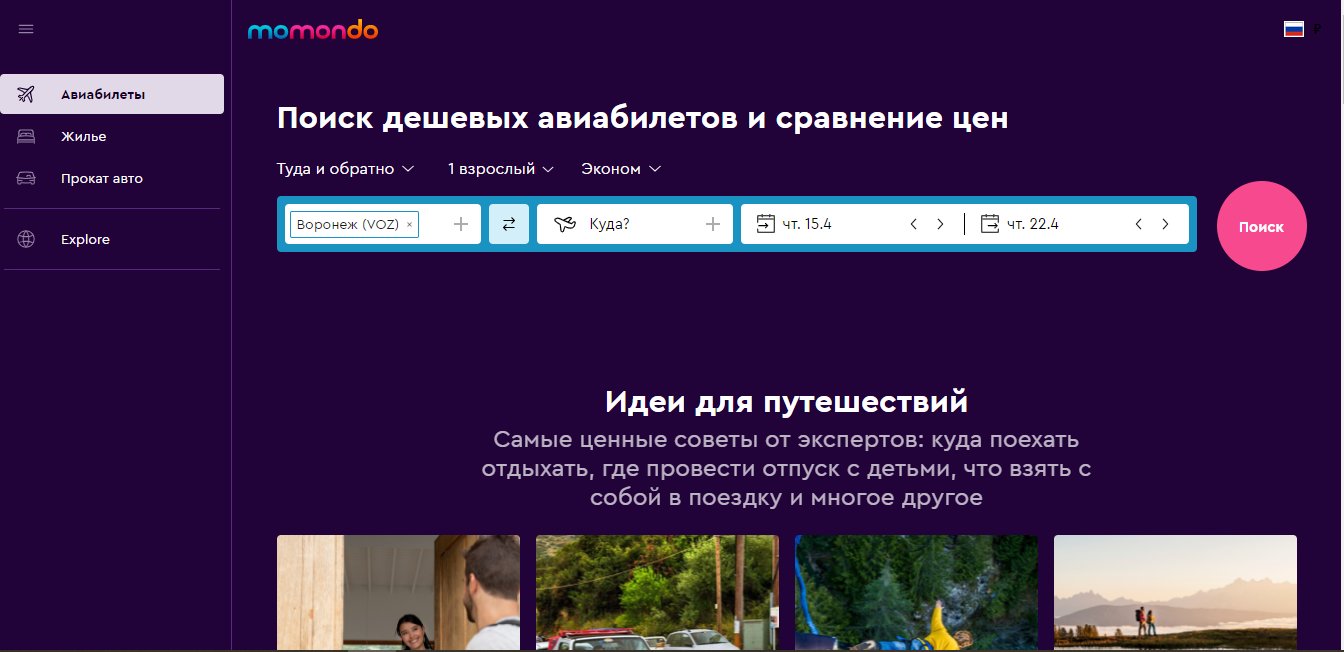 momondo
₽
Авиабилеты
Жилье
Прокат авто
Explore
Поиск дешевых авиабилетов и сравнение цен
Туда и обратно 1 взрослый Эконом
Воронеж (VOZ) × Куда? чт. 15.4 чт. 22.4 Поиск
Идеи для путешествий
Самые ценные советы от экспертов: куда поехать
отдыхать, где провести отпуск с детьми, что взять с
собой в поездку и многое другое